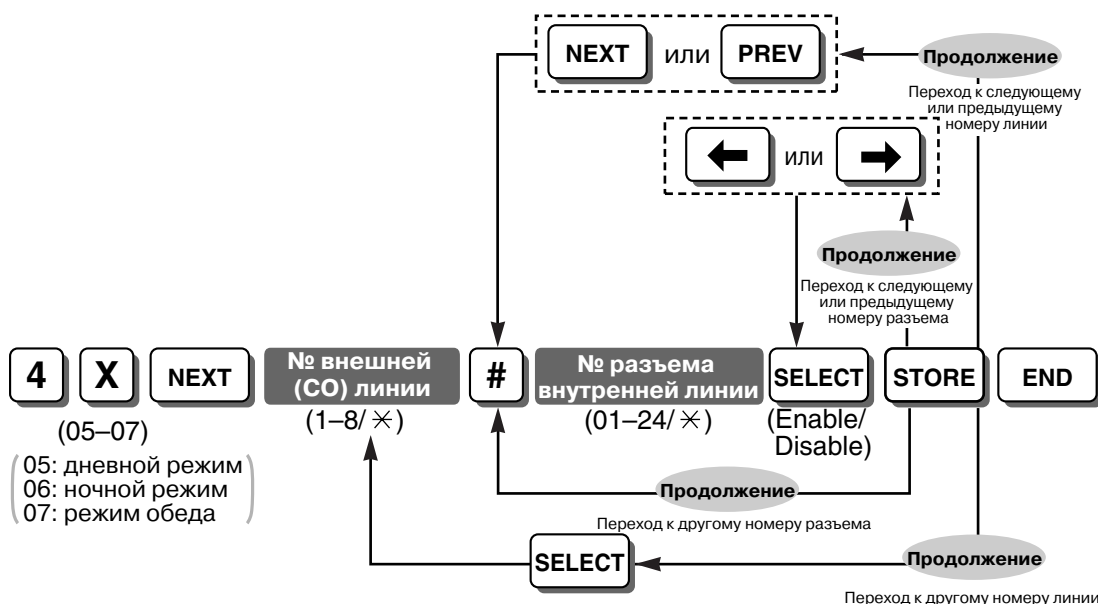 NEXT или PREV
Продолжение
Переход к следующему
или предыдущему
номеру линии
← или →
Продолжение
Переход к следующему
или предыдущему
номеру разъема
4 X NEXT
№ внешней
(CO) линии
#
№ разъема
внутренней линии
SELECT STORE END
(05–07)
(1–8/✳)
(01–24/✳)
(Enable/
Disable)
05: дневной режим
06: ночной режим
07: режим обеда
Продолжение
Переход к другому номеру разъема
SELECT
Продолжение
Переход к другому номеру линии